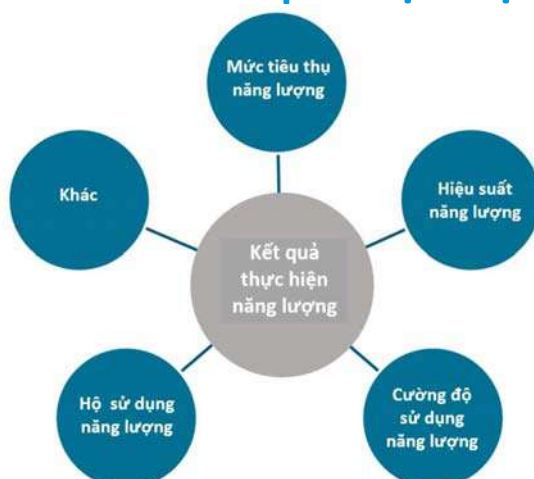 Mức tiêu thụ
năng lượng
Khác
Hiệu suất
năng lượng
Kết quả
thực hiện
năng lượng
Hộ sử dụng
năng lượng
Cường độ
sử dụng
năng lượng